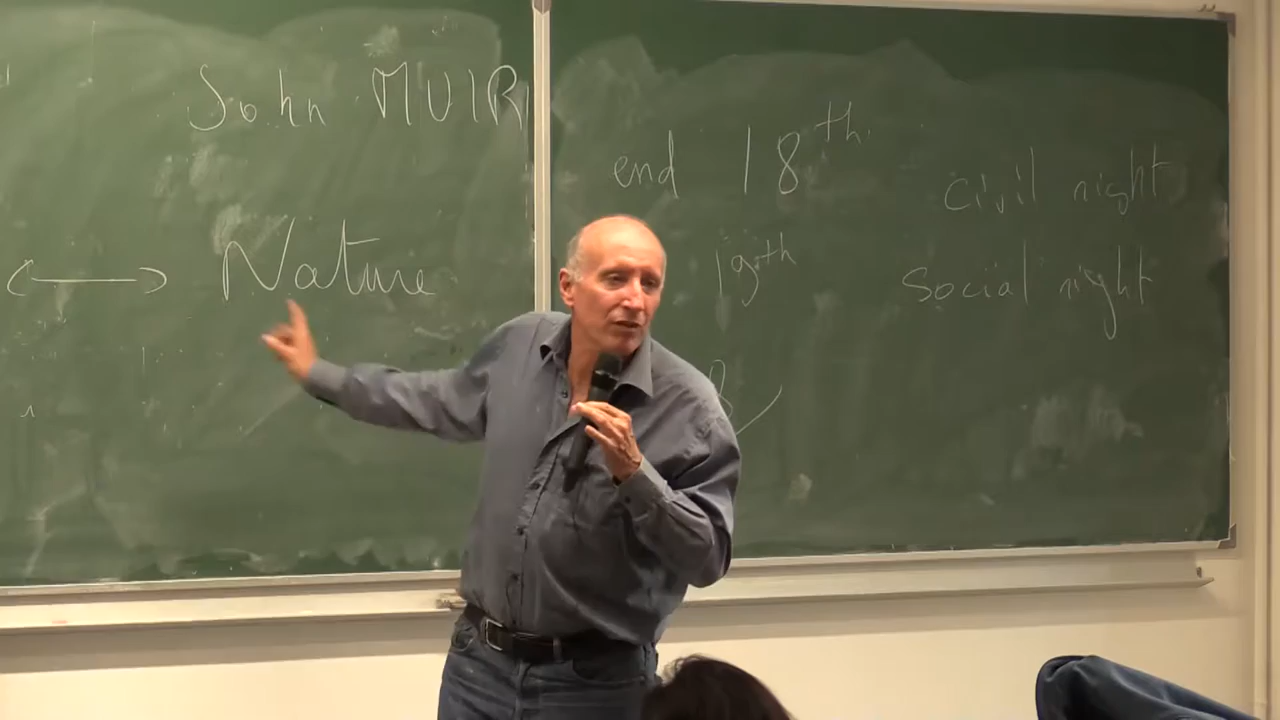 John MUIR
Nature
end 18th
19th
civil right
Social right